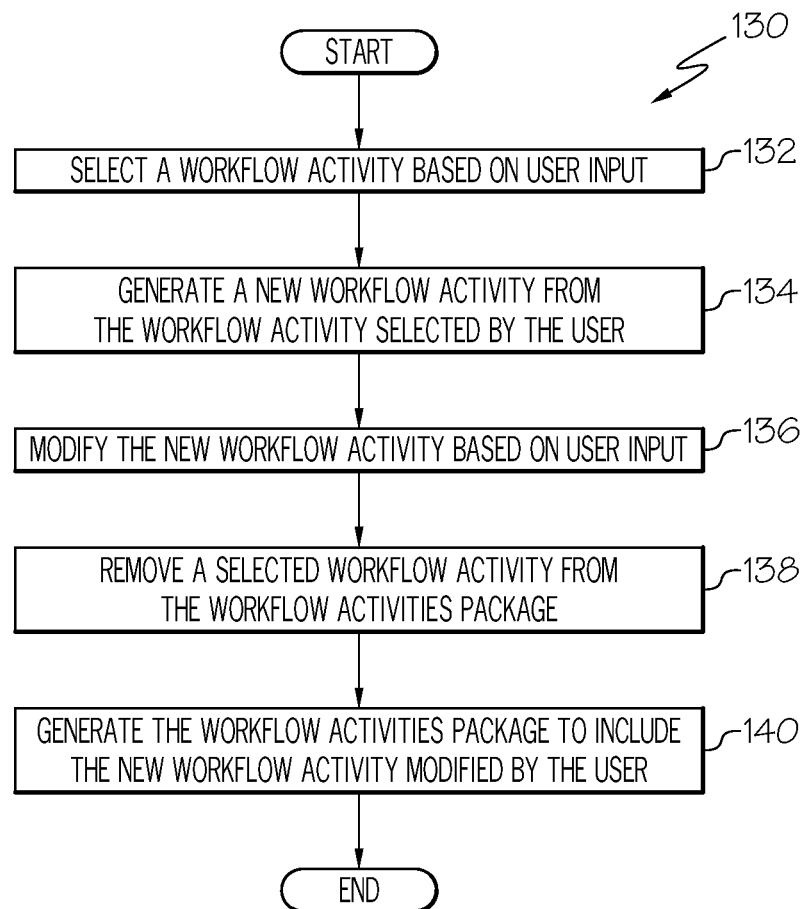 START
130
SELECT A WORKFLOW ACTIVITY BASED ON USER INPUT
132
GENERATE A NEW WORKFLOW ACTIVITY FROM
THE WORKFLOW ACTIVITY SELECTED BY THE USER
134
MODIFY THE NEW WORKFLOW ACTIVITY BASED ON USER INPUT
136
REMOVE A SELECTED WORKFLOW ACTIVITY FROM
THE WORKFLOW ACTIVITIES PACKAGE
138
GENERATE THE WORKFLOW ACTIVITIES PACKAGE TO INCLUDE
THE NEW WORKFLOW ACTIVITY MODIFIED BY THE USER
140
END